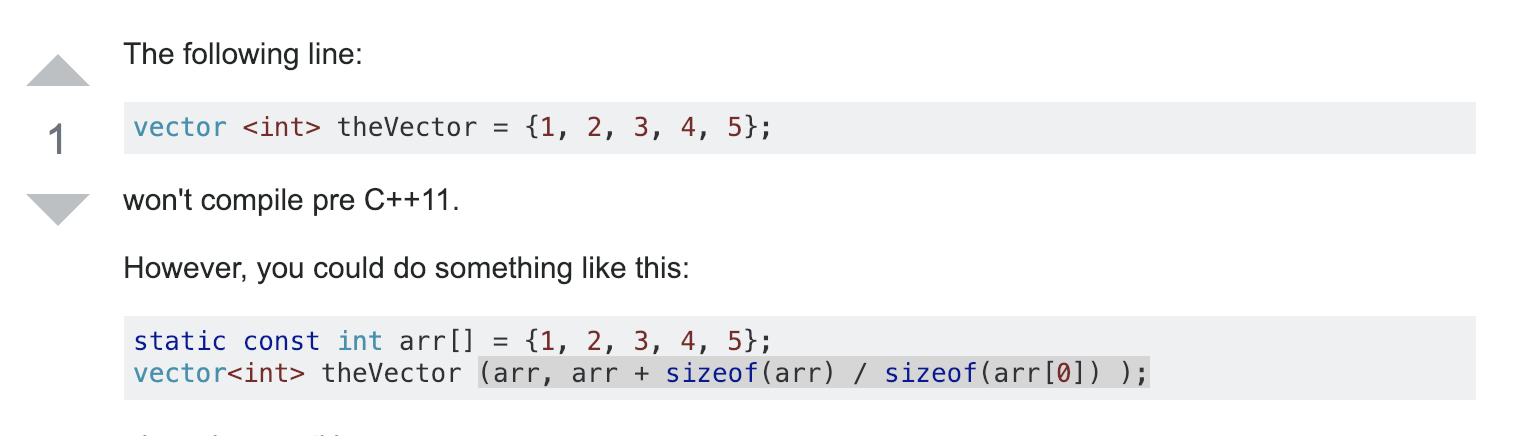 The following line:
1
vector <int> theVector = {1, 2, 3, 4, 5};
won't compile pre C++11.
However, you could do something like this:
static const int arr[] = {1, 2, 3, 4, 5};
vector<int> theVector (arr, arr + sizeof(arr) / sizeof(arr[0]) );